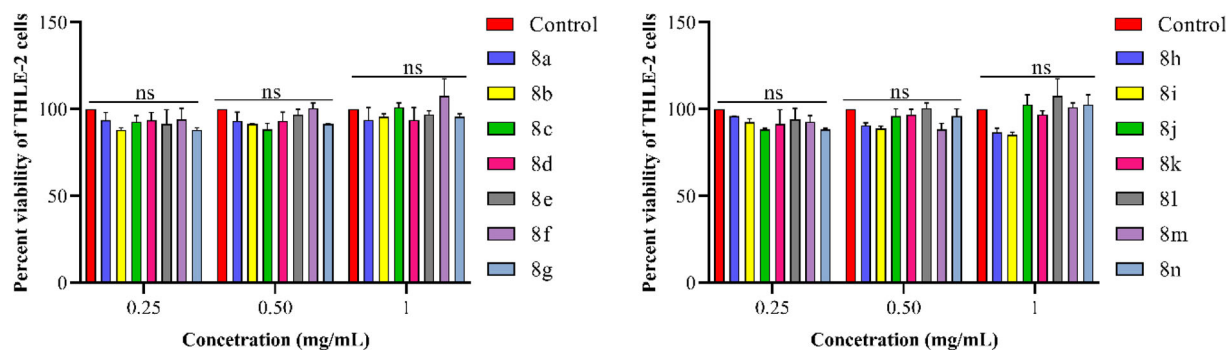 Percent viability of THLE-2 cells
150
100
50
0
ns
ns
ns
0.25
0.50
1
Concetration (mg/mL)
Control
8a
8b
8c
8d
8e
8f
8g
Percent viability of THLE-2 cells
150
100
50
0
ns
ns
ns
0.25
0.50
1
Concetration (mg/mL)
Control
8h
8i
8j
8k
8l
8m
8n